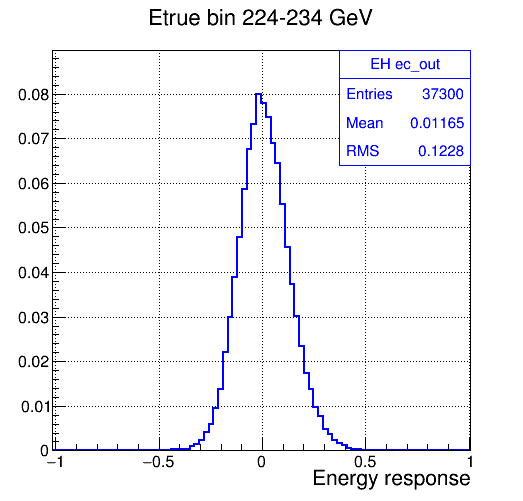 Etrue bin 224-234 GeV
EH ec_out
Entries 37300
Mean 0.01165
RMS 0.1228
0.08
0.07
0.06
0.05
0.04
0.03
0.02
0.01
0
−1 −0.5 0 0.5 1
Energy response